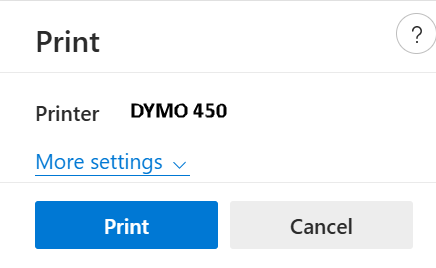 Print
?
Printer DYMO 450
More settings
Print Cancel